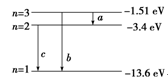 n=3 -1.51 eV
a
n=2 -3.4 eV
c b
n=1 -13.6 eV